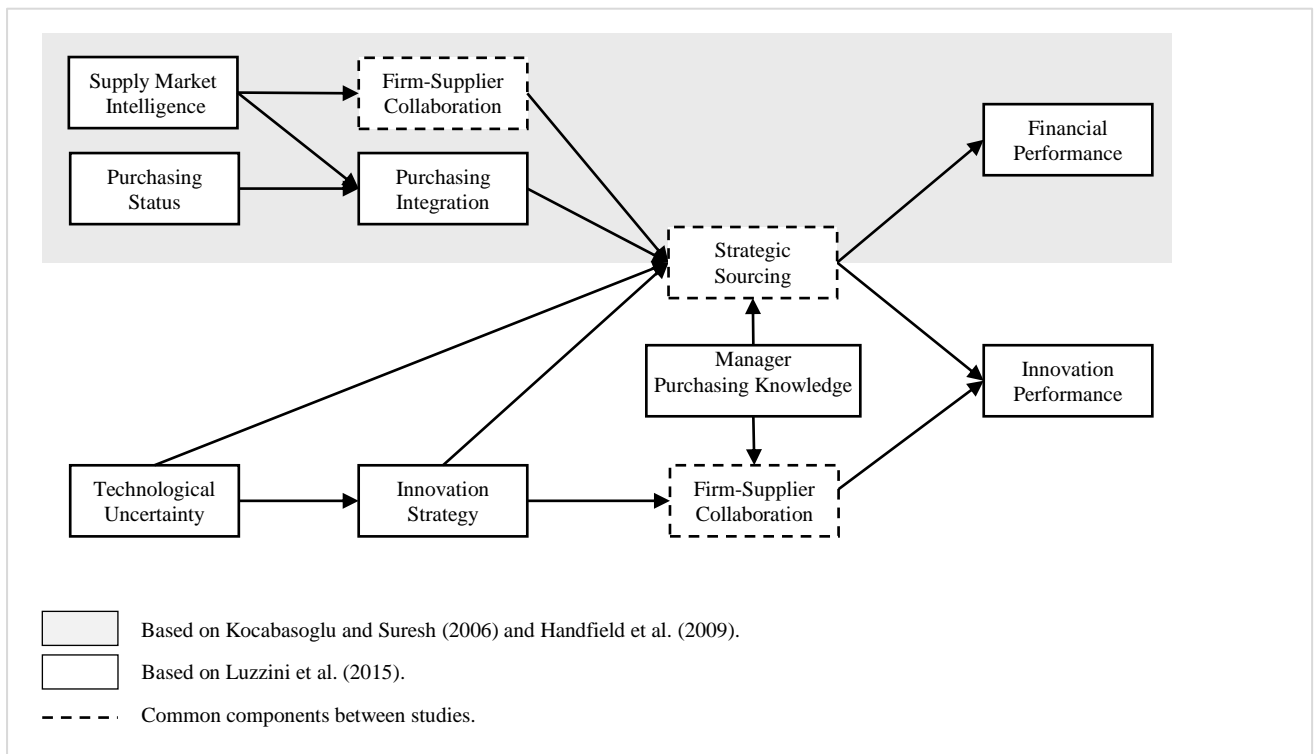 Supply Market
Intelligence
Firm-Supplier
Collaboration
Financial
Performance
Purchasing
Status
Purchasing
Integration
Strategic
Sourcing
Manager
Purchasing Knowledge
Innovation
Performance
Technological
Uncertainty
Innovation
Strategy
Firm-Supplier
Collaboration
Based on Kocabasoglu and Suresh (2006) and Handfield et al. (2009).
Based on Luzzini et al. (2015).
Common components between studies.